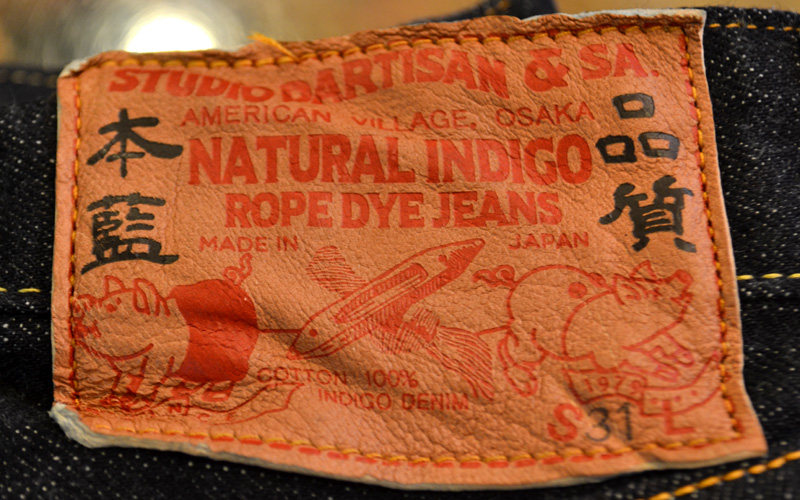 STUDIO D'ARTISAN & SA.
AMERICAN VILLAGE, OSAKA
本藍
品質
NATURAL INDIGO
ROPE DYE JEANS
MADE IN JAPAN
COTTON 100%
INDIGO DENIM
S 31 L